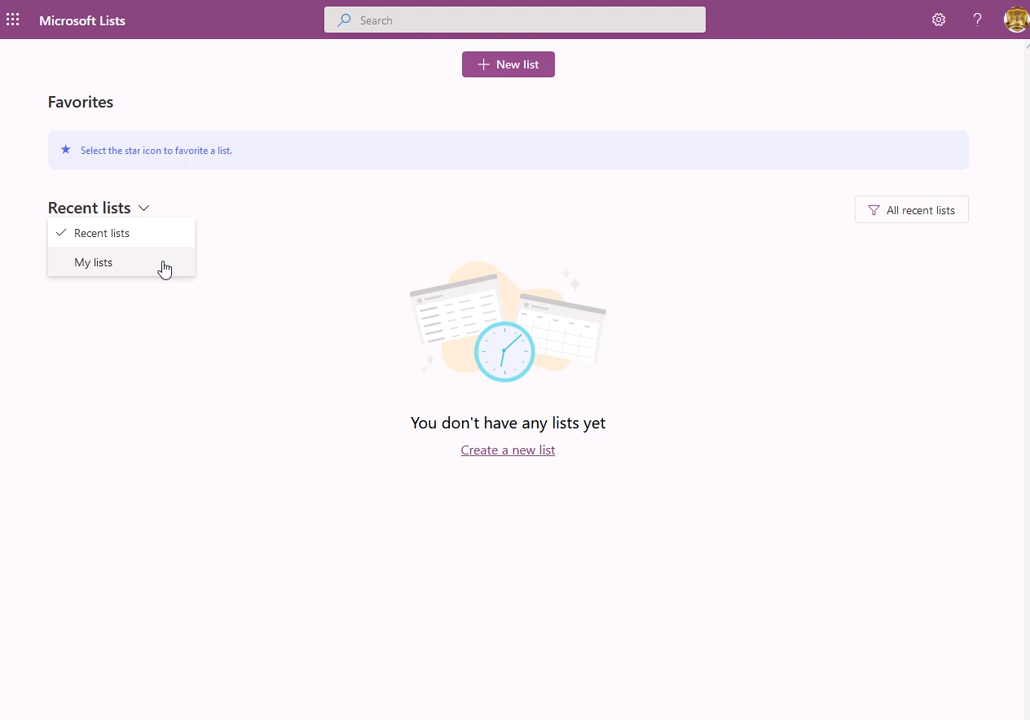 Microsoft Lists
Search
?
+ New list
Favorites
Select the star icon to favorite a list.
Recent lists
All recent lists
Recent lists
My lists
You don't have any lists yet
Create a new list